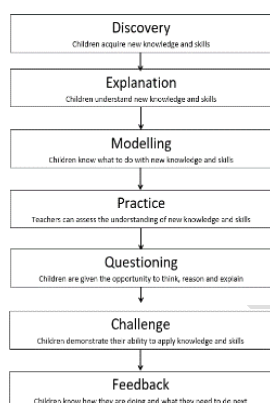 Discovery
Children acquire new knowledge and skills
Explanation
Children understand new knowledge and skills
Modelling
Children know what to do with new knowledge and skills
Practice
Teachers can assess the understanding of new knowledge and skills
Questioning
Children are given the opportunity to think, reason and explain
Challenge
Children demonstrate their ability to apply knowledge and skills
Feedback
Children know how they are doing and what they need to do next